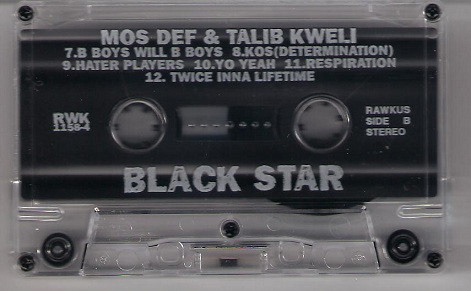 MOS DEF & TALIB KWELI
7.B BOYS WILL B BOYS 8.KOS(DETERMINATION)
9.HATER PLAYERS 10.YO YEAH 11.RESPIRATION
12. TWICE INNA LIFETIME
RWK
1158-4
RAWKUS
SIDE B
STEREO
BLACK STAR